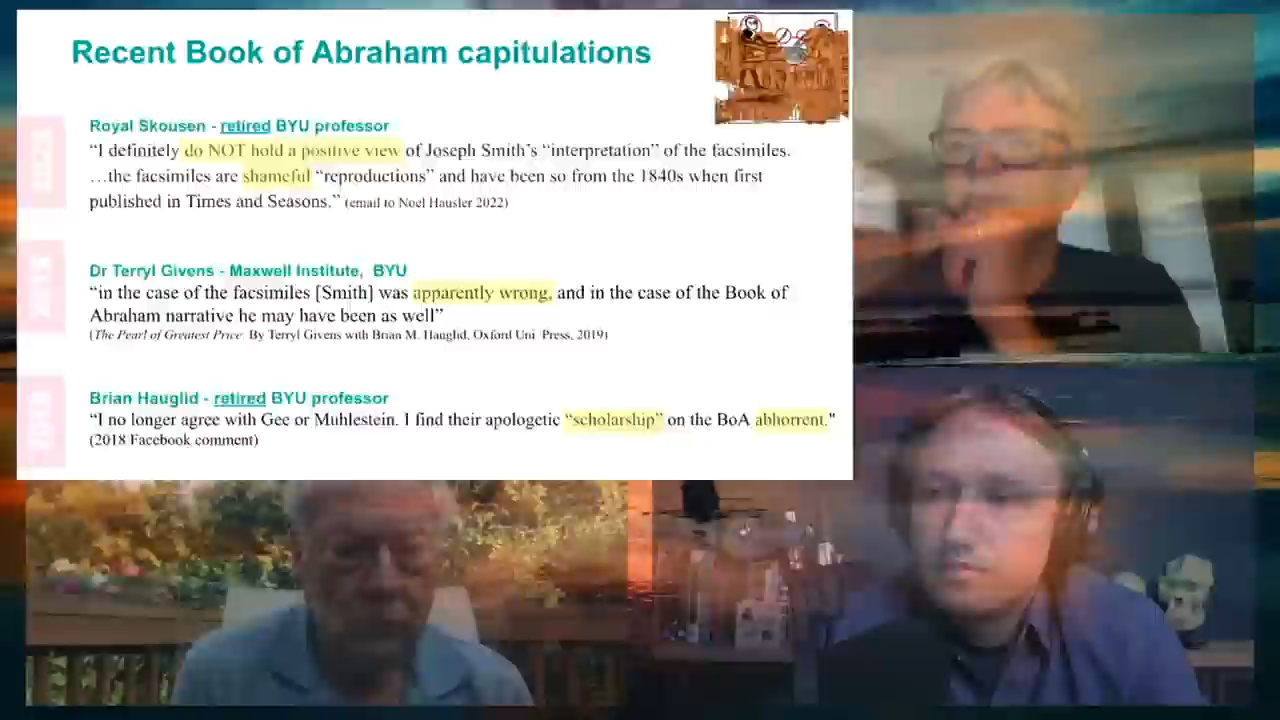 Recent Book of Abraham capitulations
Royal Skousen - retired BYU professor
“I definitely do NOT hold a positive view of Joseph Smith’s “interpretation” of the facsimiles.
…the facsimiles are shameful “reproductions” and have been so from the 1840s when first
published in Times and Seasons.” (email to Noel Hausler 2022)
Dr Terryl Givens - Maxwell Institute, BYU
“in the case of the facsimiles [Smith] was apparently wrong, and in the case of the Book of
Abraham narrative he may have been as well”
(The Pearl of Greatest Price By Terryl Givens with Brian M. Hauglid, Oxford Uni Press, 2019)
Brian Hauglid - retired BYU professor
“I no longer agree with Gee or Muhlestein. I find their apologetic “scholarship” on the BoA abhorrent."
(2018 Facebook comment)